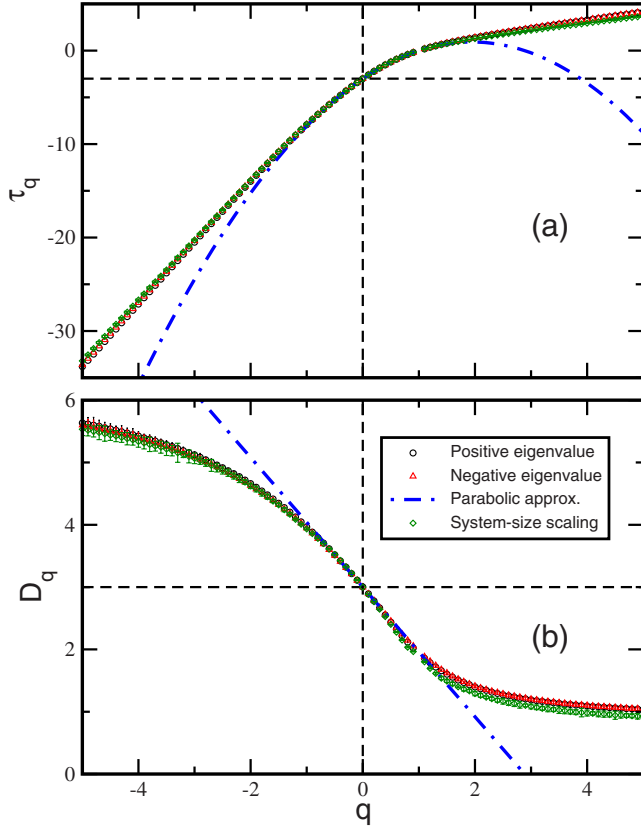 0
-10
-20
-30
τq
(a)
6
4
2
0
Dq
Positive eigenvalue
Negative eigenvalue
Parabolic approx.
System-size scaling
(b)
-4 -2 0 2 4
q